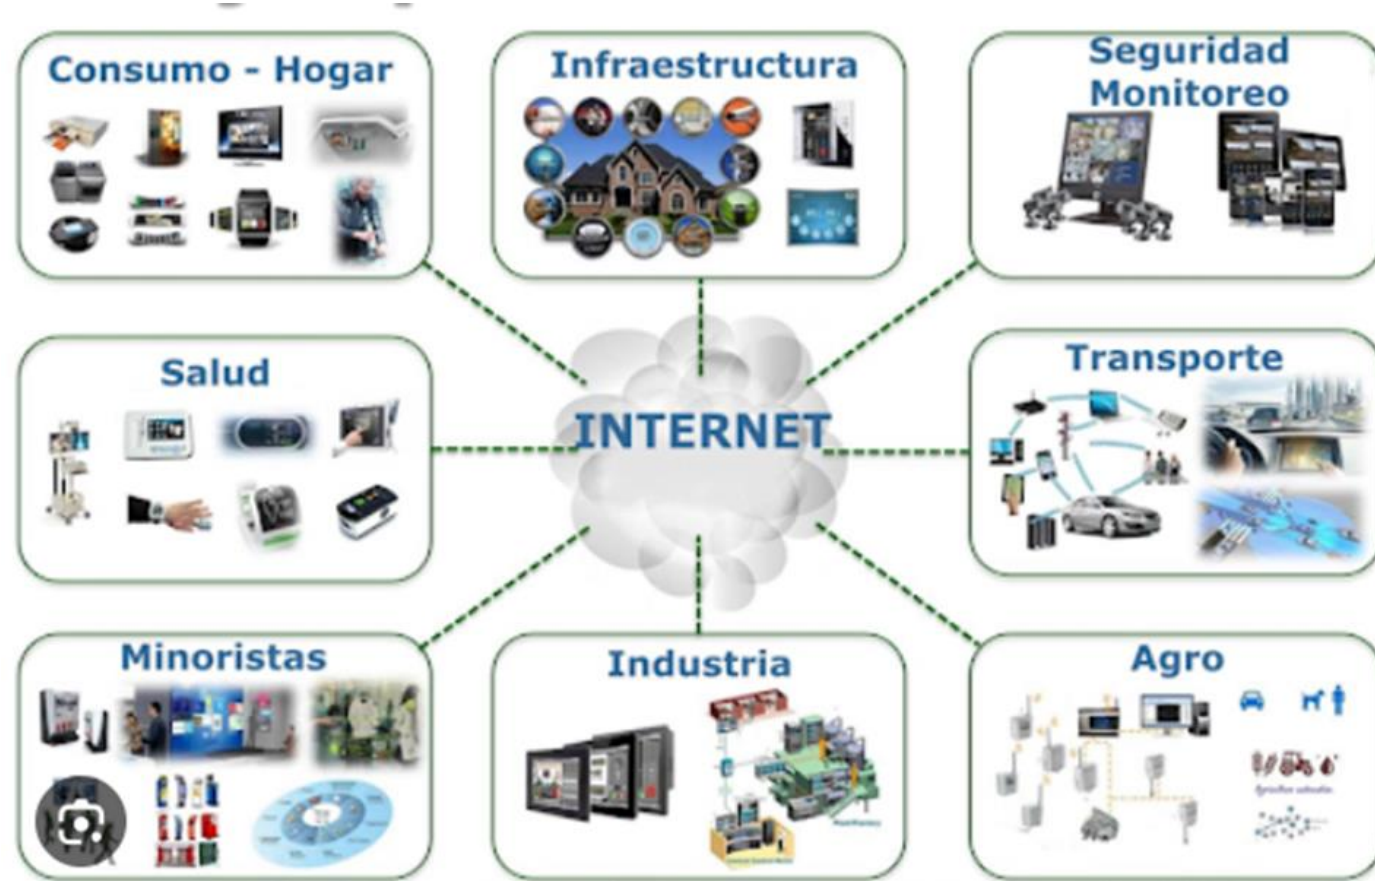 Consumo - Hogar
Infraestructura
Seguridad
Monitoreo
Salud
INTERNET
Transporte
Minoristas
Industria
Agro